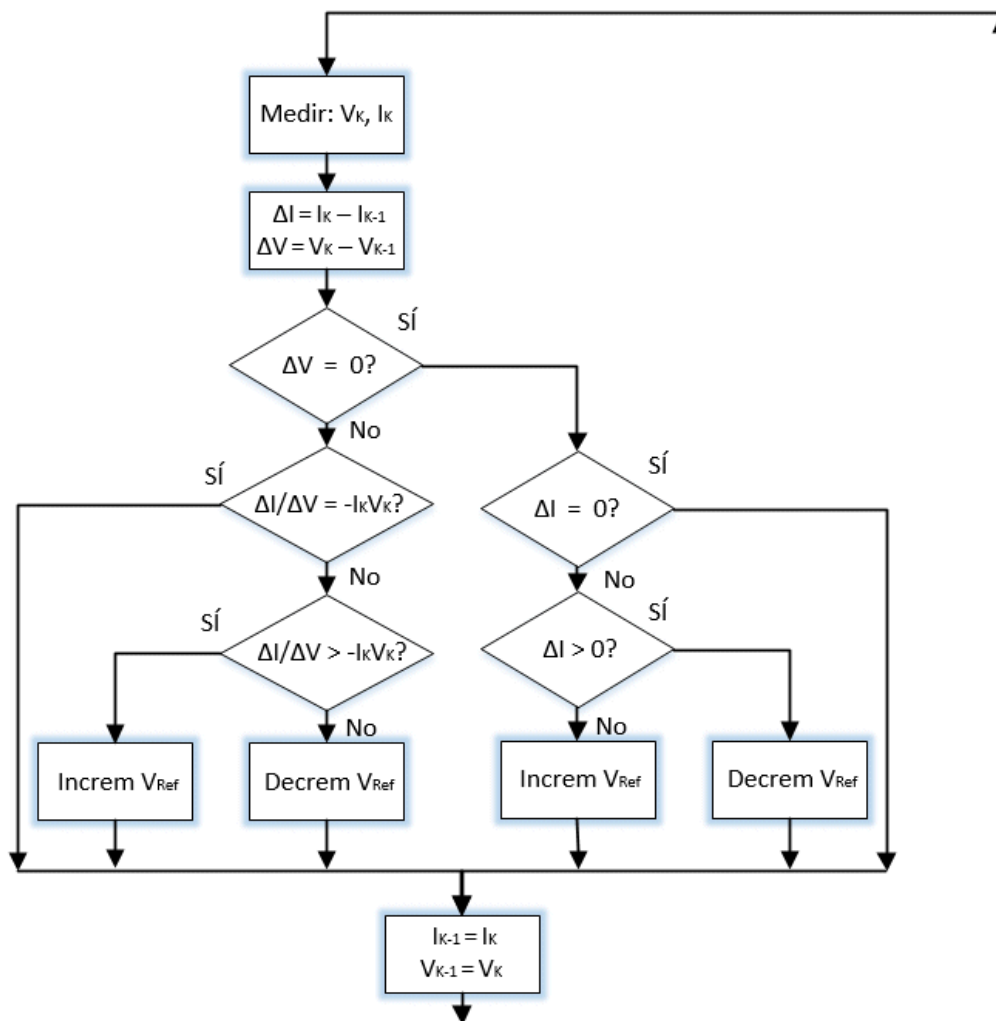 Medir: VK, IK
ΔI = IK – IK-1
ΔV = VK – VK-1
SÍ
ΔV = 0?
No
SÍ
ΔI/ΔV = -IKVK?
SÍ
ΔI = 0?
No
No
SÍ
ΔI/ΔV > -IKVK?
SÍ
ΔI > 0?
No
No
Increm VRef
Decrem VRef
Increm VRef
Decrem VRef
IK-1 = IK
VK-1 = VK